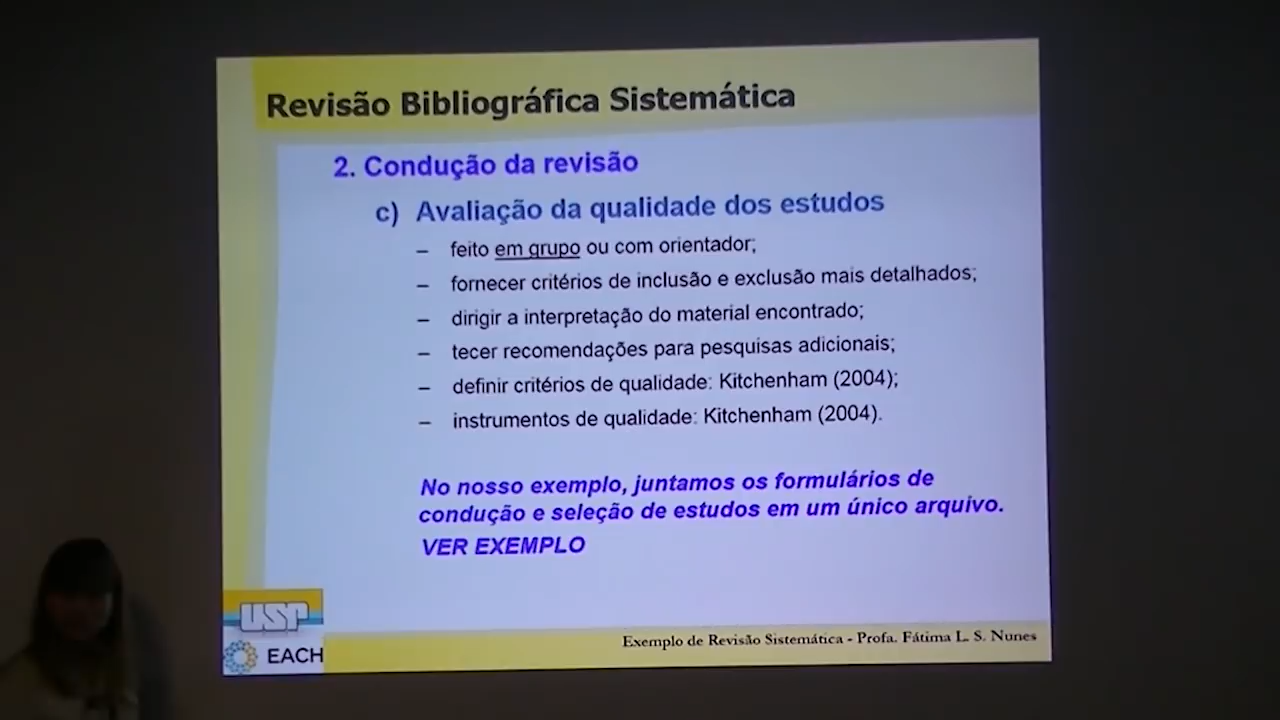 Revisão Bibliográfica Sistemática
2. Condução da revisão
c) Avaliação da qualidade dos estudos
– feito em grupo ou com orientador;
– fornecer critérios de inclusão e exclusão mais detalhados;
– dirigir a interpretação do material encontrado;
– tecer recomendações para pesquisas adicionais;
– definir critérios de qualidade: Kitchenham (2004);
– instrumentos de qualidade: Kitchenham (2004).
No nosso exemplo, juntamos os formulários de
condução e seleção de estudos em um único arquivo.
VER EXEMPLO
USP
EACH
Exemplo de Revisão Sistemática - Profa. Fátima L. S. Nunes